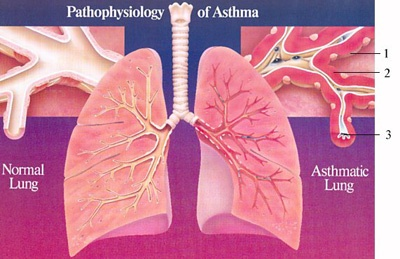 Pathophysiology of Asthma
1
2
3
Normal
Lung
Asthmatic
Lung